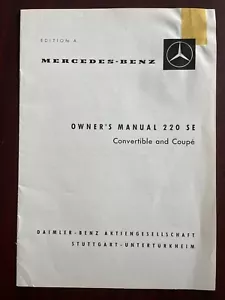 EDITION A
MERCEDES-BENZ
OWNER'S MANUAL 220 SE
Convertible and Coupé
DAIMLER-BENZ AKTIENGESELLSCHAFT
STUTTGART-UNTERTÜRKHEIM